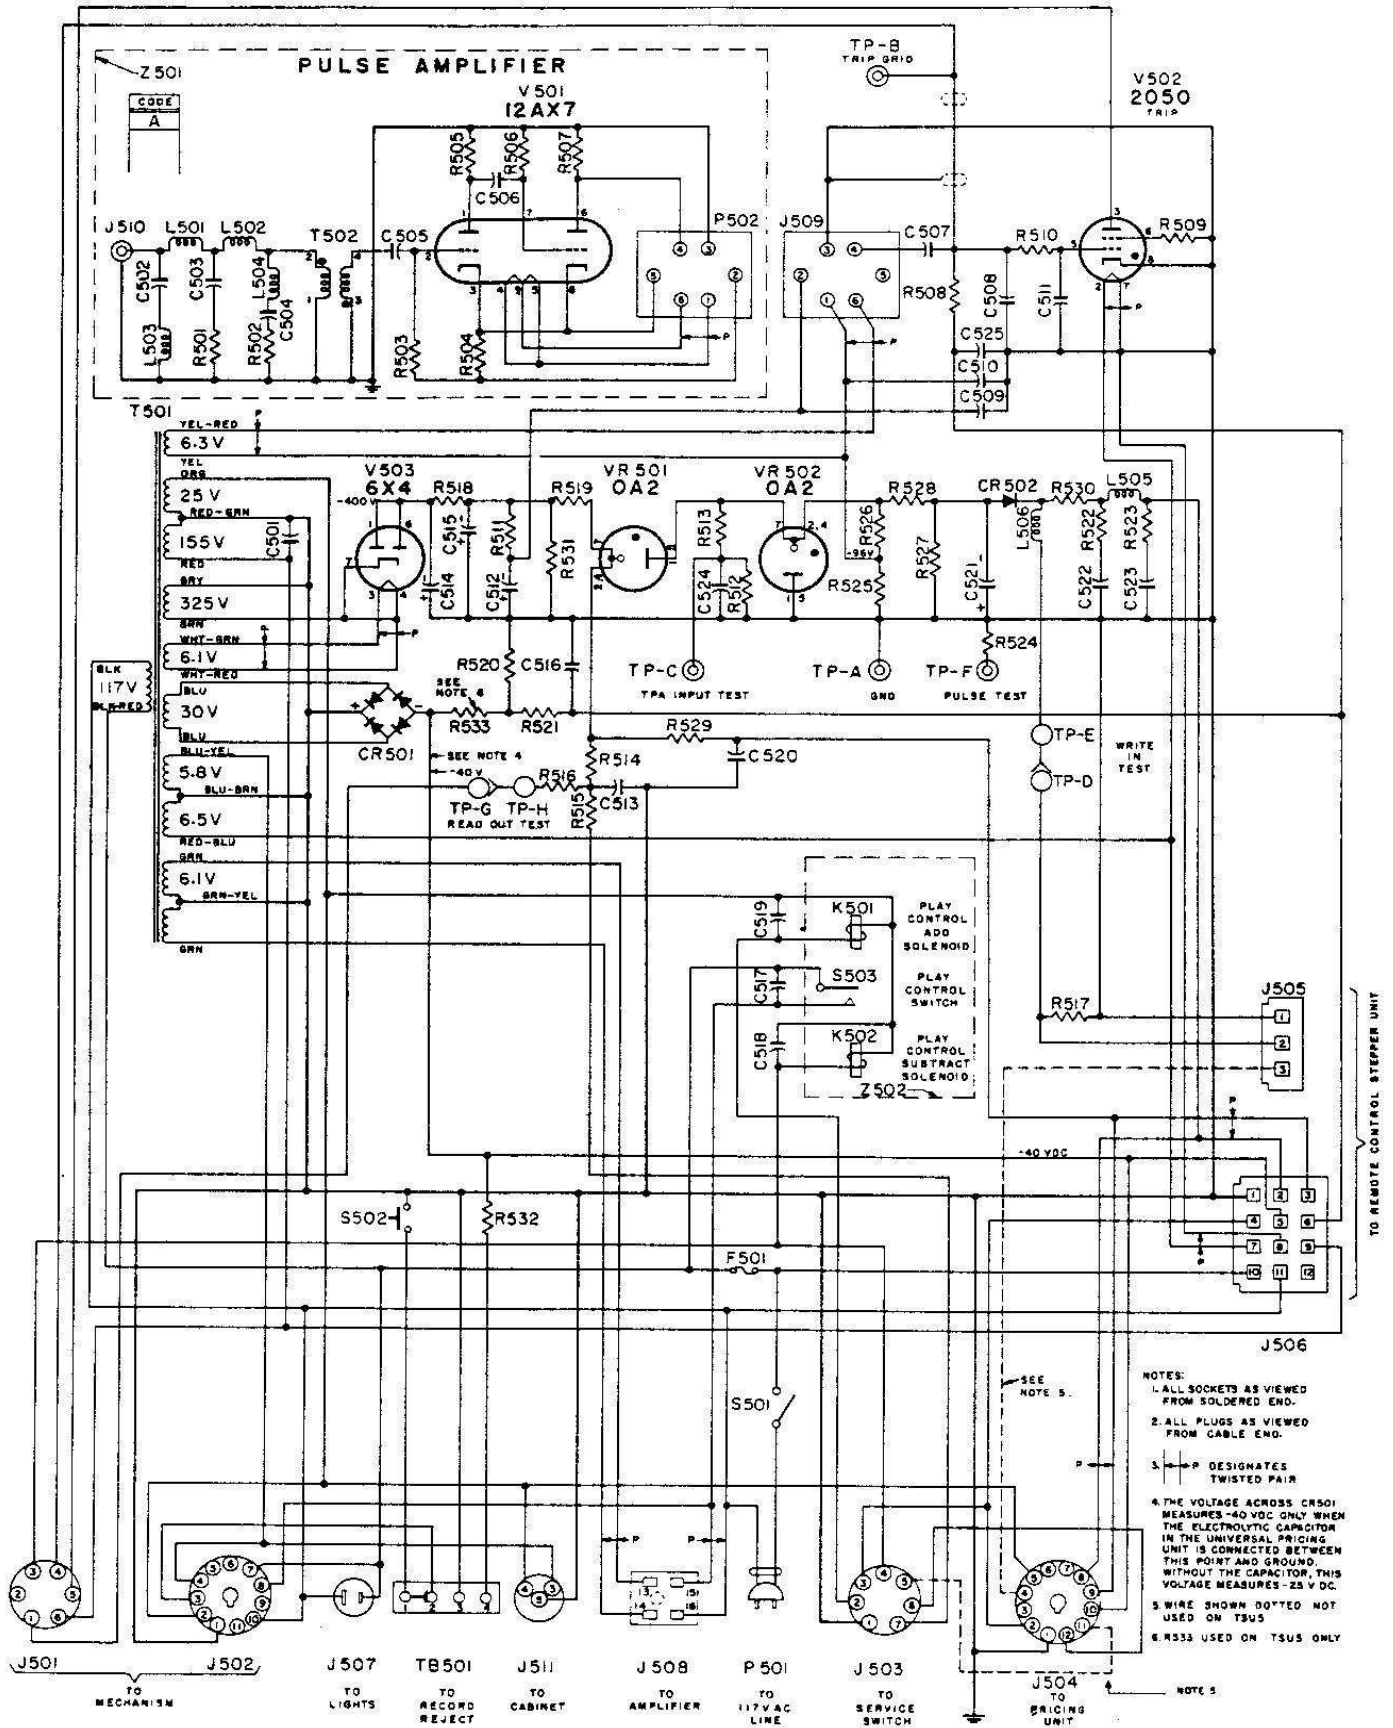 PULSE AMPLIFIER
Z501
CODE
A
V501
12AX7
TP-B
TRIP GRID
V502
2050
TRIP
R505
R506
R507
C506
J510
L501
L502
T502
C505
P502
J509
C507
R510
R509
C502
C503
L504
C504
L503
R501
R502
R503
R504
R508
C508
C511
C525
C510
C509
T501
YEL-RED
6.3V
YEL
ORG
25V
RED-GRN
155V
RED
GRY
325V
GRN
WHT-GRN
6.1V
WHT-RED
BLU
30V
BLU
BLU-YEL
5.8V
BLU-BRN
6.5V
RED-BLU
GRN
6.1V
GRN-YEL
GRN
BLK
117V
BLK-RED
C501
V503
6X4
-400V
R518
C515
R511
R519
C514
C512
R531
VR501
OA2
VR502
OA2
R513
C524
R512
R526
-96V
R525
R528
R527
CR502
C521
L506
R530
L505
R522
R523
C522
C523
R524
R520
C516
TP-C
TPA INPUT TEST
TP-A
GND
TP-F
PULSE TEST
SEE NOTE 4
R533
R521
CR501
SEE NOTE 4
-40V
R529
C520
R514
R516
R515
C513
TP-G
TP-H
READ OUT TEST
TP-E
TP-D
WRITE
IN
TEST
C519
K501
PLAY
CONTROL
ADD
SOLENOID
C517
S503
PLAY
CONTROL
SWITCH
C518
K502
PLAY
CONTROL
SUBTRACT
SOLENOID
Z502
R517
J505
TO REMOTE CONTROL STEPPER UNIT
-40 VDC
S502
R532
F501
J506
S501
SEE
NOTE 5.
NOTES:
1. ALL SOCKETS AS VIEWED
FROM SOLDERED END.
2. ALL PLUGS AS VIEWED
FROM CABLE END.
3. P DESIGNATES
TWISTED PAIR
4. THE VOLTAGE ACROSS CR501
MEASURES -40 VDC ONLY WHEN
THE ELECTROLYTIC CAPACITOR
IN THE UNIVERSAL PRICING
UNIT IS CONNECTED BETWEEN
THIS POINT AND GROUND.
WITHOUT THE CAPACITOR, THIS
VOLTAGE MEASURES -25 V DC.
5. WIRE SHOWN DOTTED NOT
USED ON TSU5
6. R533 USED ON TSU5 ONLY
J501
J502
TO
MECHANISM
J507
TO
LIGHTS
TB501
TO
RECORD
REJECT
J511
TO
CABINET
J508
TO
AMPLIFIER
P501
TO
117V AC
LINE
J503
TO
SERVICE
SWITCH
J504
TO
PRICING
UNIT
NOTE 5